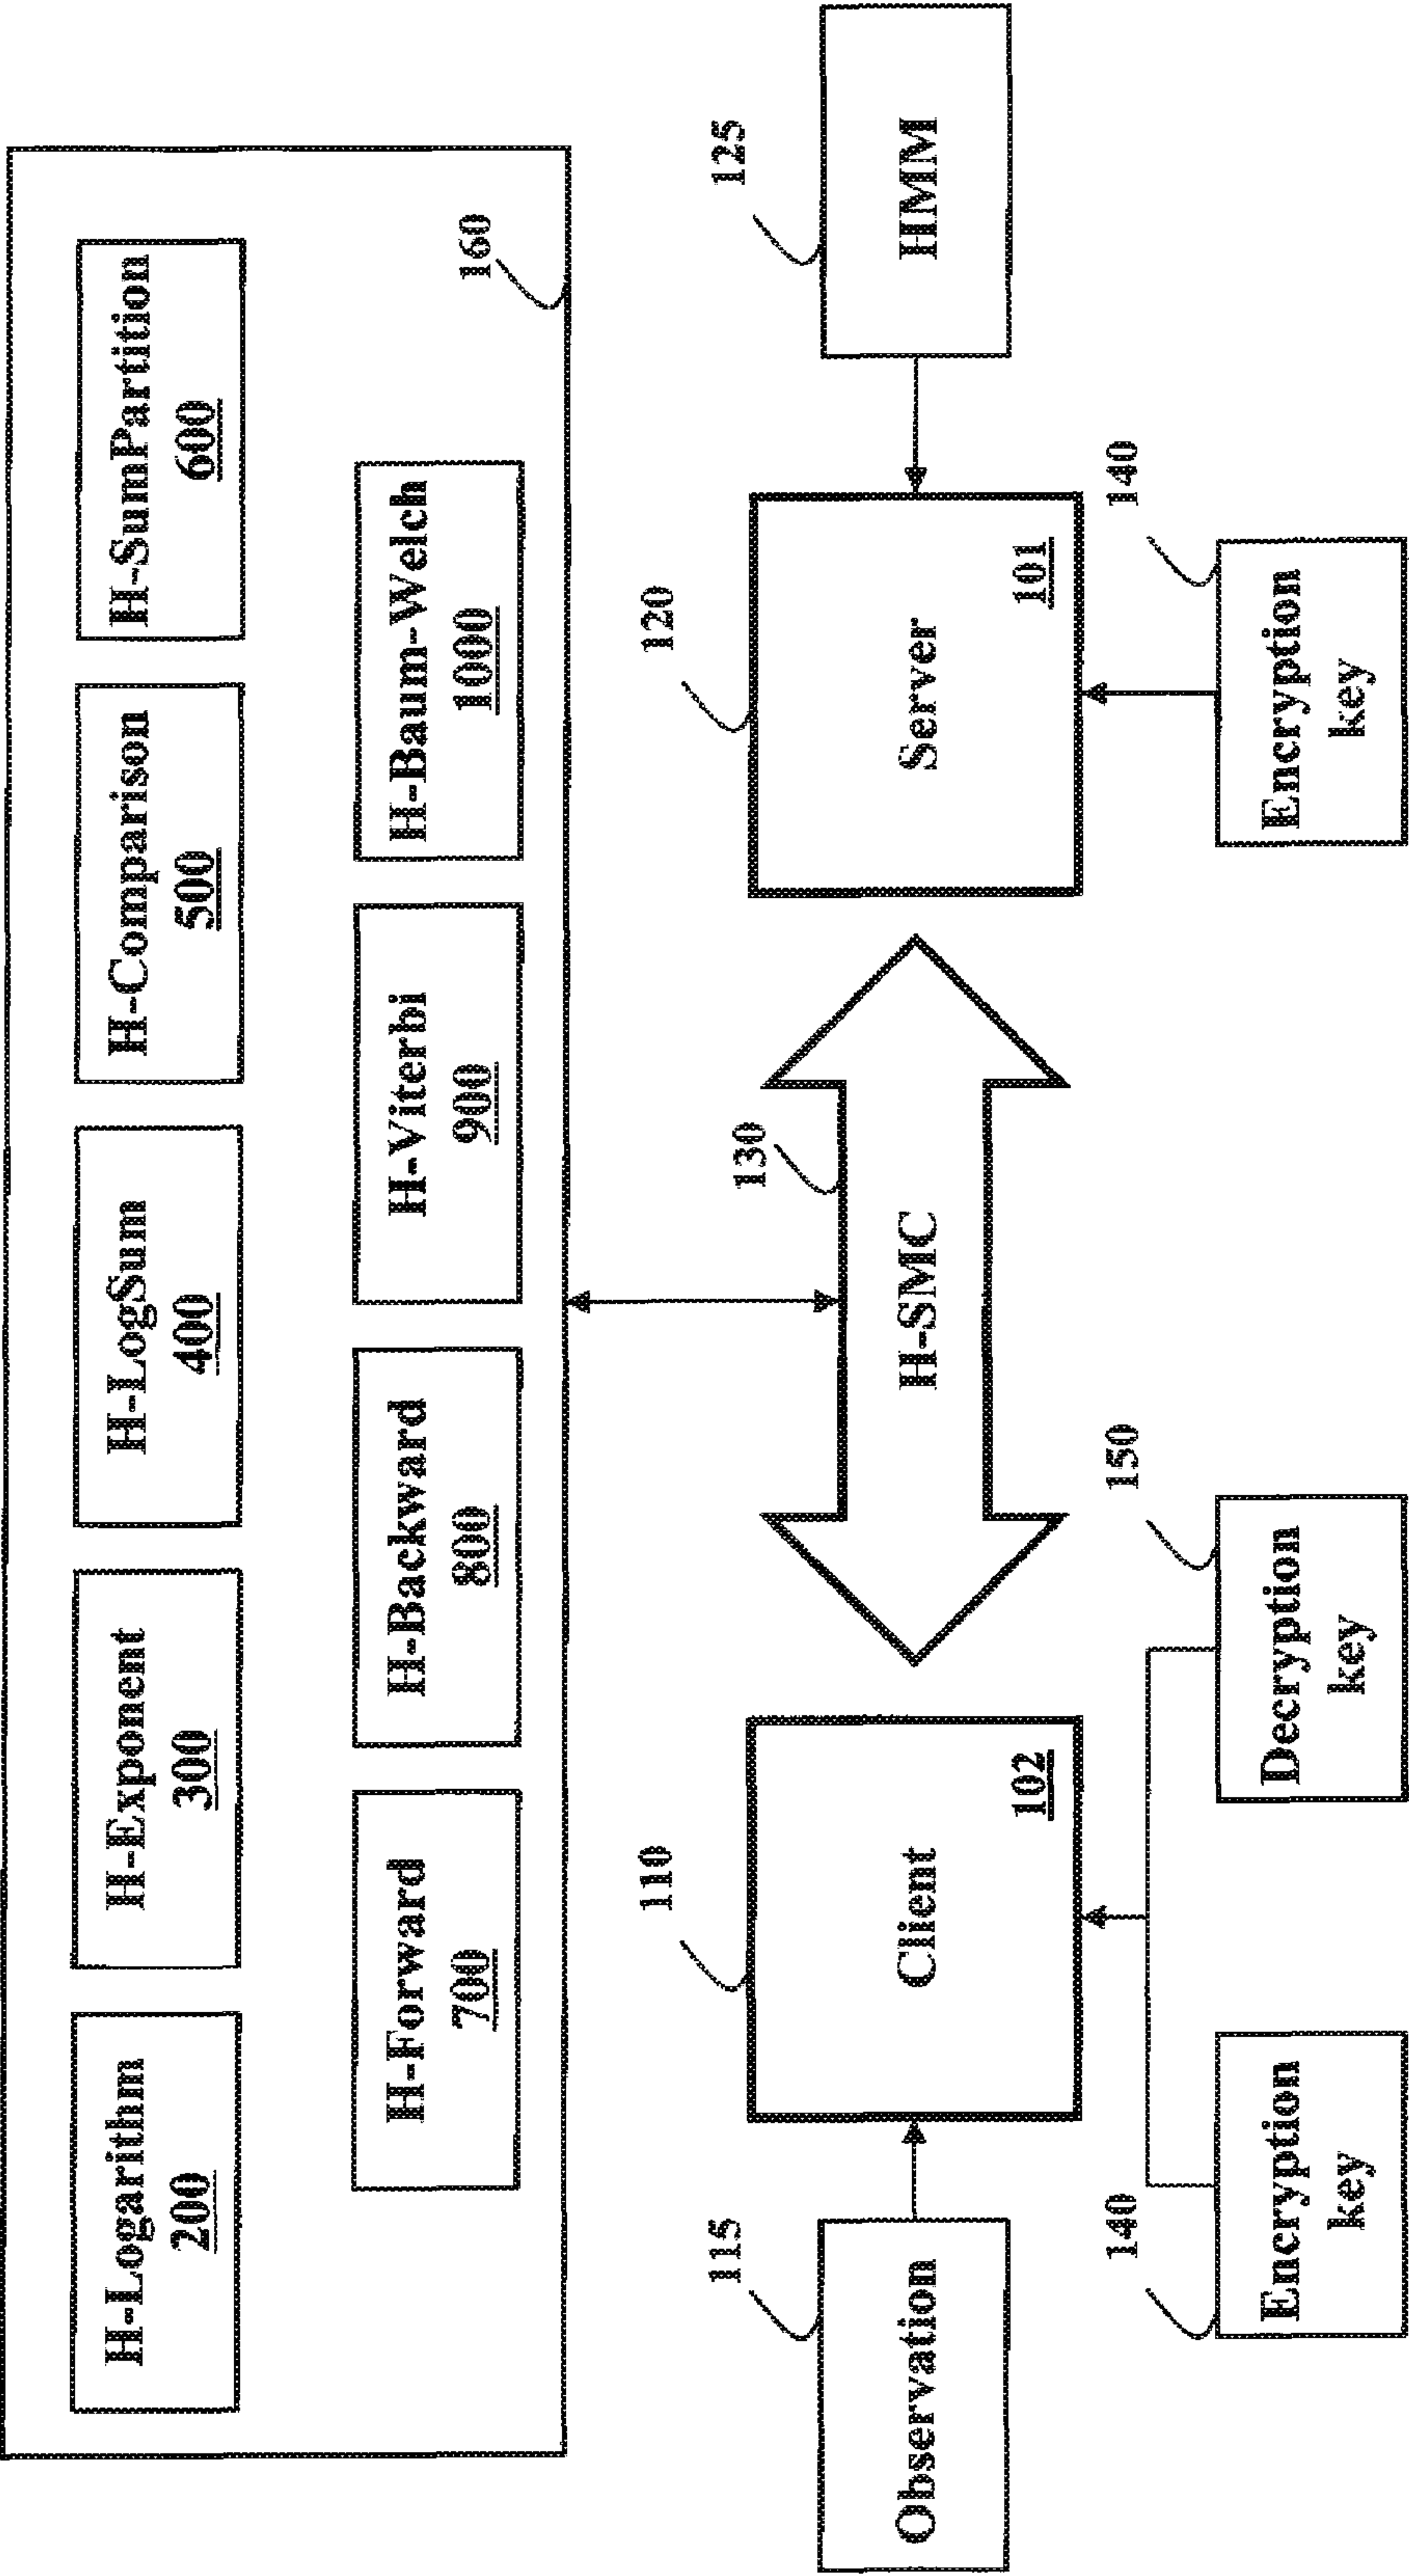 H-Logarithm
200
H-Exponent
300
H-LogSum
400
H-Comparison
500
H-SumPartition
600
H-Forward
700
H-Backward
800
H-Viterbi
900
H-Baum-Welch
1000
160
115
Observation
110
Client
102
130
H-SMC
120
Server
101
125
HMM
140
Encryption
key
150
Decryption
key
140
Encryption
key